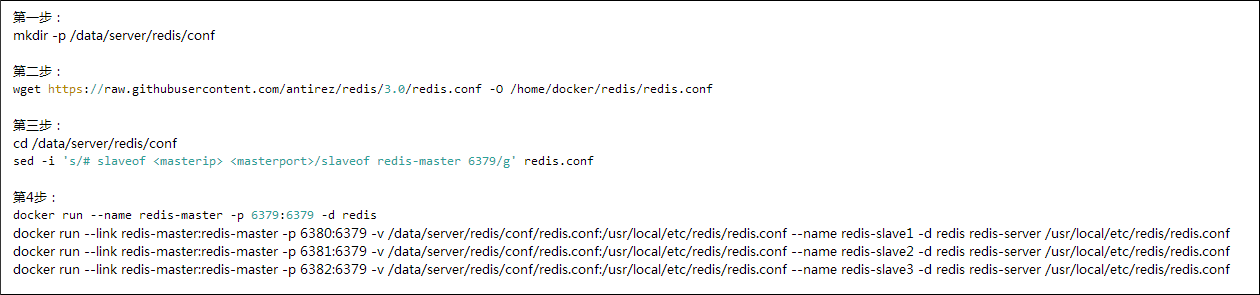 第一步：
mkdir -p /data/server/redis/conf
第二步：
wget https://raw.githubusercontent.com/antirez/redis/3.0/redis.conf -O /home/docker/redis/redis.conf
第三步：
cd /data/server/redis/conf
sed -i 's/# slaveof <masterip> <masterport>/slaveof redis-master 6379/g' redis.conf
第4步：
docker run --name redis-master -p 6379:6379 -d redis
docker run --link redis-master:redis-master -p 6380:6379 -v /data/server/redis/conf/redis.conf:/usr/local/etc/redis/redis.conf --name redis-slave1 -d redis redis-server /usr/local/etc/redis/redis.conf
docker run --link redis-master:redis-master -p 6381:6379 -v /data/server/redis/conf/redis.conf:/usr/local/etc/redis/redis.conf --name redis-slave2 -d redis redis-server /usr/local/etc/redis/redis.conf
docker run --link redis-master:redis-master -p 6382:6379 -v /data/server/redis/conf/redis.conf:/usr/local/etc/redis/redis.conf --name redis-slave3 -d redis redis-server /usr/local/etc/redis/redis.conf